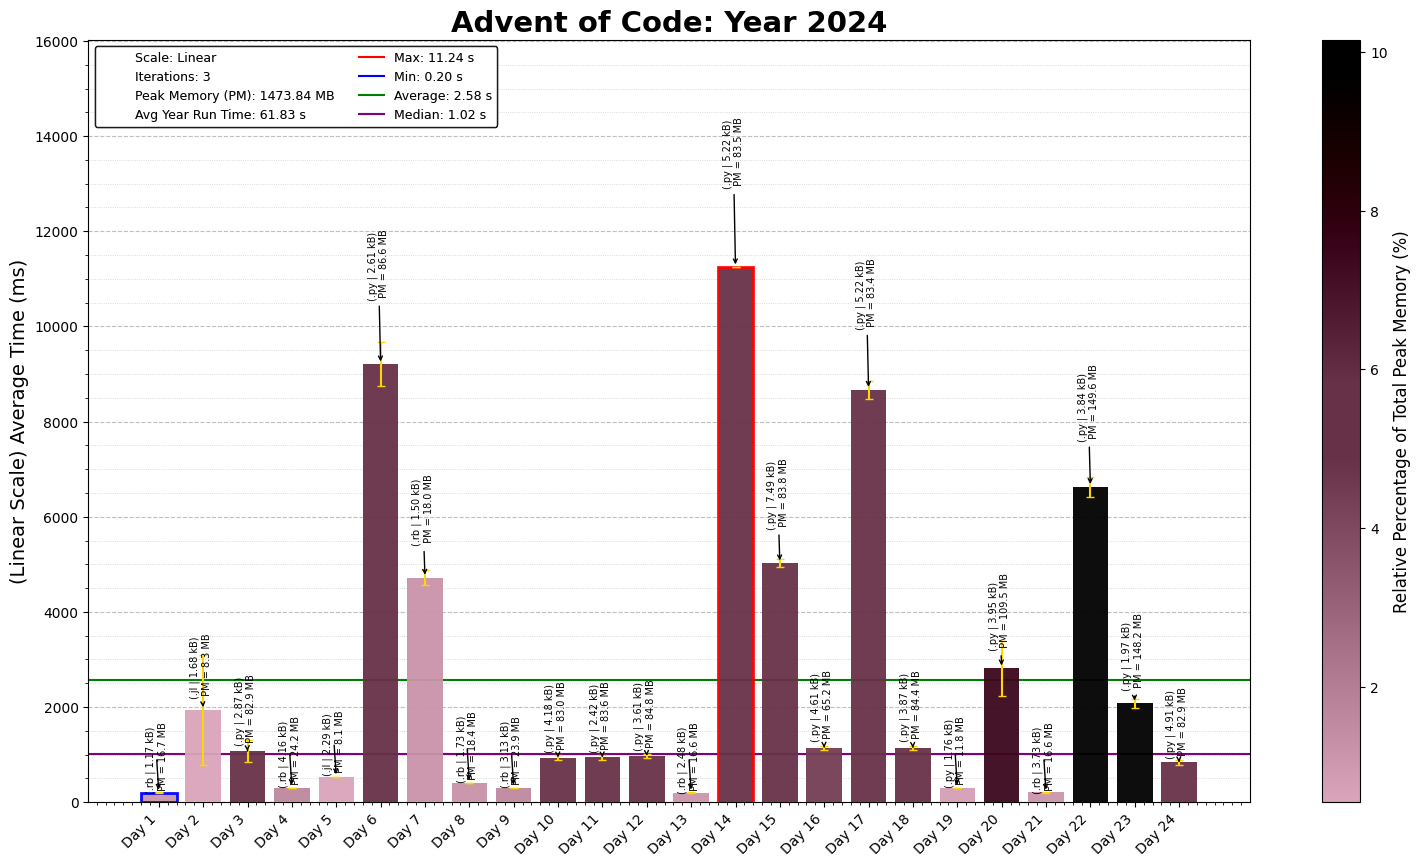 Advent of Code: Year 2024
Scale: Linear
Iterations: 3
Peak Memory (PM): 1473.84 MB
Avg Year Run Time: 61.83 s
Max: 11.24 s
Min: 0.20 s
Average: 2.58 s
Median: 1.02 s
(Linear Scale) Average Time (ms)
16000
14000
12000
10000
8000
6000
4000
2000
0
(.rb | 1.17 kB)
PM = 16.7 MB
(.jl | 1.68 kB)
PM = 8.3 MB
(.py | 2.87 kB)
PM = 82.9 MB
(.rb | 4.16 kB)
PM = 24.2 MB
(.jl | 2.29 kB)
PM = 8.1 MB
(.py | 2.61 kB)
PM = 86.6 MB
(.rb | 1.50 kB)
PM = 18.0 MB
(.rb | 1.73 kB)
PM = 18.4 MB
(.rb | 3.13 kB)
PM = 23.9 MB
(.py | 4.18 kB)
PM = 83.0 MB
(.py | 2.42 kB)
PM = 83.6 MB
(.py | 3.61 kB)
PM = 84.8 MB
(.rb | 2.48 kB)
PM = 16.6 MB
(.py | 5.22 kB)
PM = 83.5 MB
(.py | 7.49 kB)
PM = 83.8 MB
(.py | 4.61 kB)
PM = 65.2 MB
(.py | 5.22 kB)
PM = 83.4 MB
(.py | 3.87 kB)
PM = 84.4 MB
(.py | 1.76 kB)
PM = 11.8 MB
(.py | 3.95 kB)
PM = 109.5 MB
(.rb | 3.73 kB)
PM = 16.6 MB
(.py | 3.84 kB)
PM = 149.6 MB
(.py | 1.97 kB)
PM = 148.2 MB
(.py | 4.91 kB)
PM = 82.9 MB
Day 1
Day 2
Day 3
Day 4
Day 5
Day 6
Day 7
Day 8
Day 9
Day 10
Day 11
Day 12
Day 13
Day 14
Day 15
Day 16
Day 17
Day 18
Day 19
Day 20
Day 21
Day 22
Day 23
Day 24
10
8
6
4
2
Relative Percentage of Total Peak Memory (%)